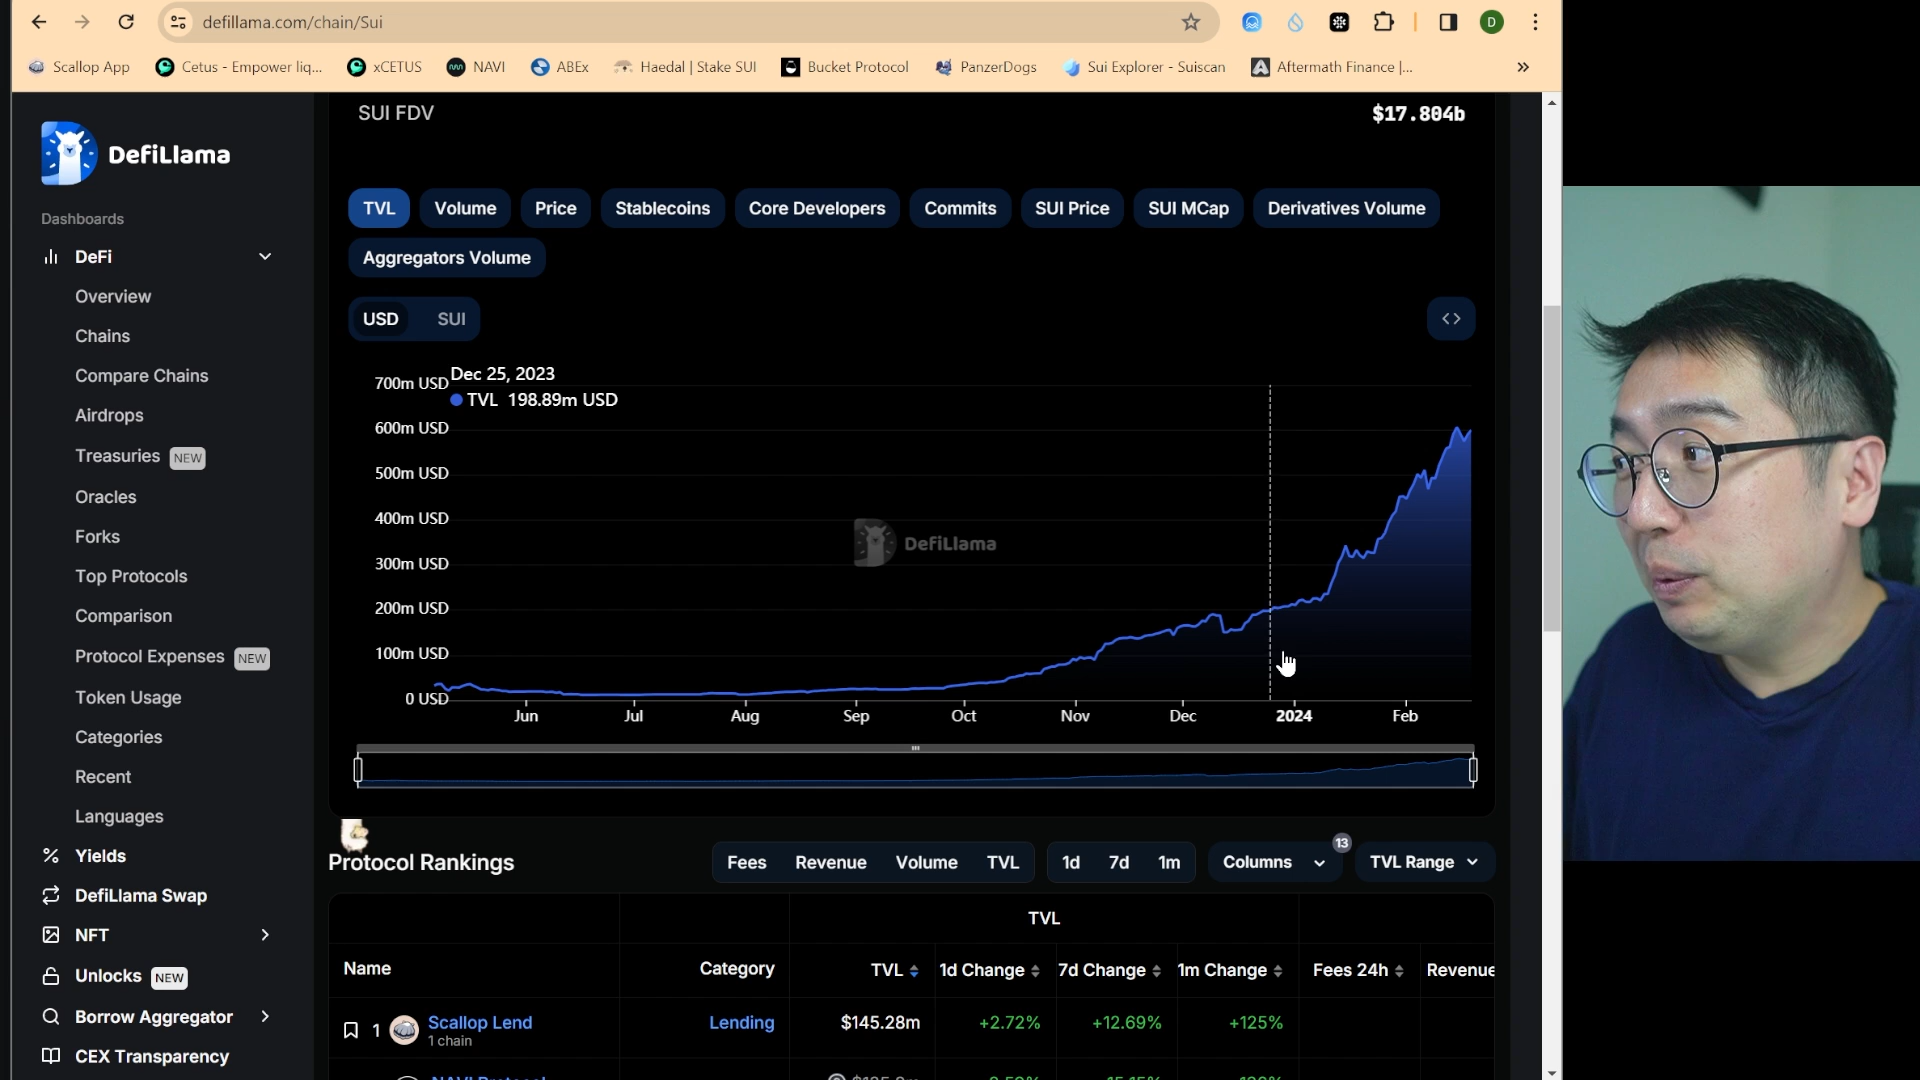 defillama.com/chain/Sui
D
Scallop App
Cetus - Empower liq...
xCETUS
NAVI
ABEx
Haedal | Stake SUI
Bucket Protocol
PanzerDogs
Sui Explorer - Suiscan
Aftermath Finance |...
»
DefiLlama
Dashboards
DeFi
Overview
Chains
Compare Chains
Airdrops
Treasuries NEW
Oracles
Forks
Top Protocols
Comparison
Protocol Expenses NEW
Token Usage
Categories
Recent
Languages
Yields
DefiLlama Swap
NFT
Unlocks NEW
Borrow Aggregator
CEX Transparency
SUI FDV
$17.804b
TVL
Volume
Price
Stablecoins
Core Developers
Commits
SUI Price
SUI MCap
Derivatives Volume
Aggregators Volume
USD
SUI
Dec 25, 2023
TVL 198.89m USD
700m USD
600m USD
500m USD
400m USD
300m USD
200m USD
100m USD
0 USD
DefiLlama
Jun
Jul
Aug
Sep
Oct
Nov
Dec
2024
Feb
Protocol Rankings
Fees
Revenue
Volume
TVL
1d
7d
1m
Columns
13
TVL Range
TVL
Name
Category
TVL
1d Change
7d Change
1m Change
Fees 24h
Revenue
1
Scallop Lend
1 chain
Lending
$145.28m
+2.72%
+12.69%
+125%